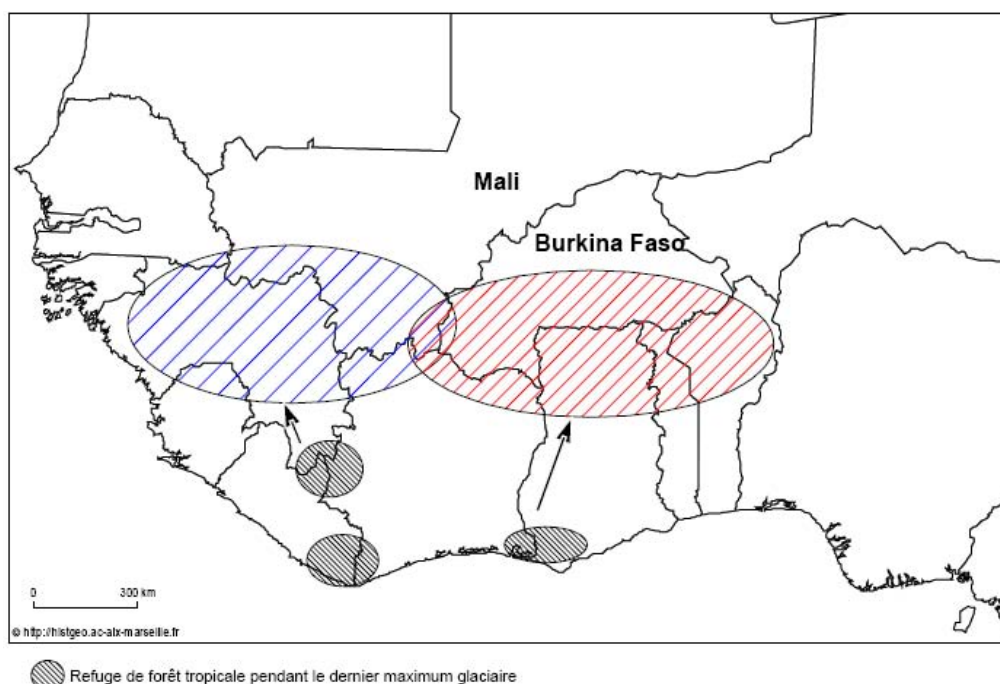 Mali
Burkina Faso
0 300 km
© http://histgeo.ac-aix-marseille.fr
Refuge de forêt tropicale pendant le dernier maximum glaciaire